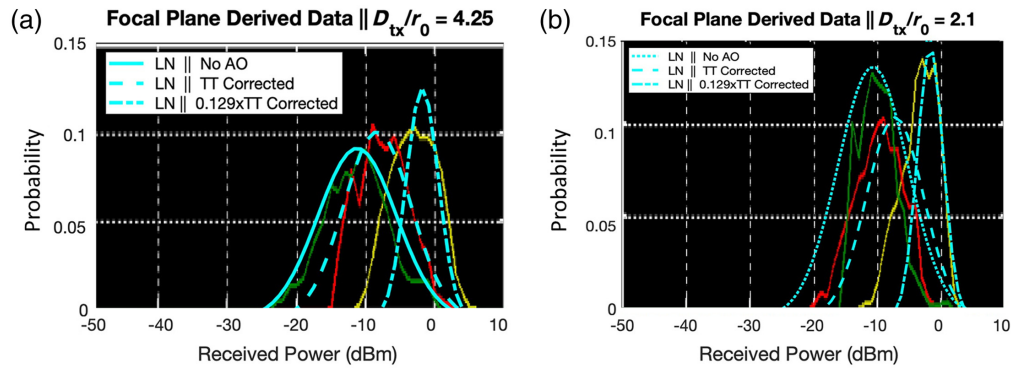 (a)
Focal Plane Derived Data || Dtx/r0 = 4.25
0.15
LN || No AO
LN || TT Corrected
LN || 0.129xTT Corrected
0.1
0.05
0
Probability
-50 -40 -30 -20 -10 0 10
Received Power (dBm)
(b)
Focal Plane Derived Data || Dtx/r0 = 2.1
0.15
LN || No AO
LN || TT Corrected
LN || 0.129xTT Corrected
0.1
0.05
0
Probability
-50 -40 -30 -20 -10 0 10
Received Power (dBm)